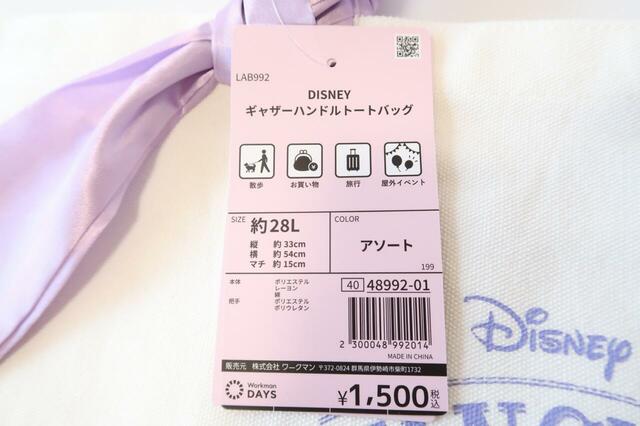 LAB992
DISNEY
ギャザーハンドルトートバッグ
散歩 お買い物 旅行 屋外イベント
SIZE 約28L
縦 約33cm
横 約54cm
マチ 約15cm
COLOR
アソート
199
本体 ポリエステル
レーヨン
綿
把手 ポリエステル
ポリウレタン
40 48992-01
2 300048 992014
MADE IN CHINA
販売元 株式会社 ワークマン 〒372-0824 群馬県伊勢崎市柴町1732
Workman
DAYS
¥1,500税込
Disney